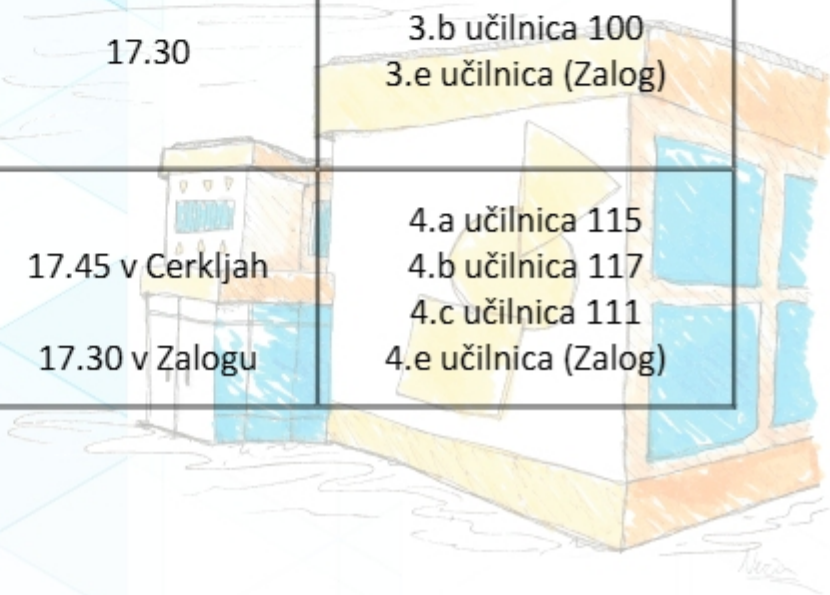 17.30
3.b učilnica 100
3.e učilnica (Zalog)
17.45 v Cerkljah
17.30 v Zalogu
4.a učilnica 115
4.b učilnica 117
4.c učilnica 111
4.e učilnica (Zalog)